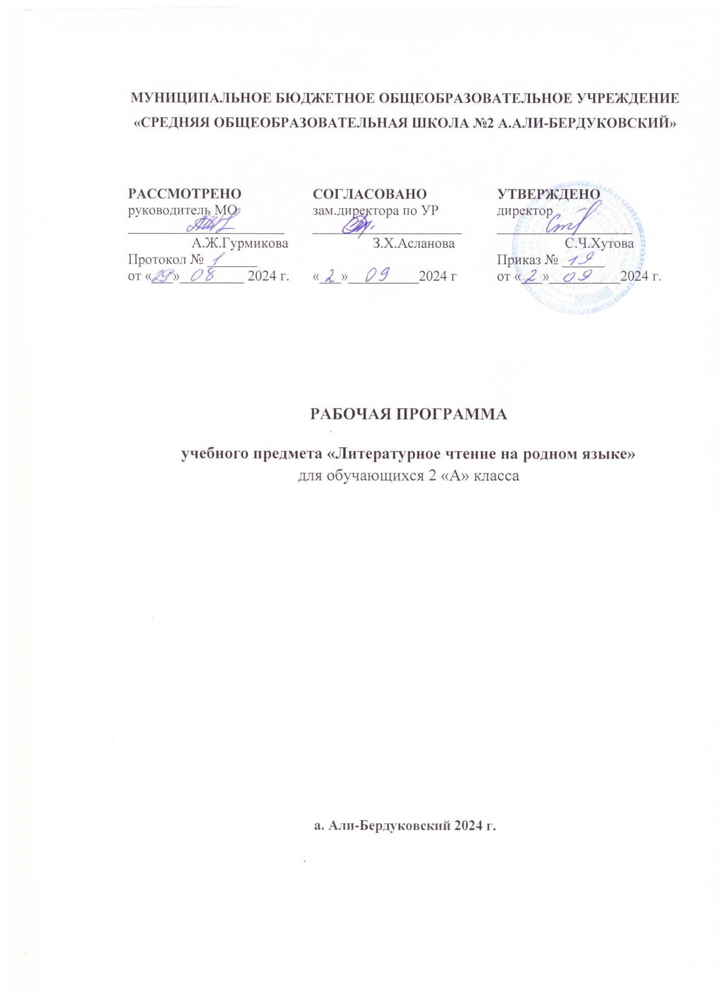 МУНИЦИПАЛЬНОЕ БЮДЖЕТНОЕ ОБЩЕОБРАЗОВАТЕЛЬНОЕ УЧРЕЖДЕНИЕ
«СРЕДНЯЯ ОБЩЕОБРАЗОВАТЕЛЬНАЯ ШКОЛА №2 А.АЛИ-БЕРДУКОВСКИЙ»
РАССМОТРЕНО
руководитель МО
А.Ж.Гурмикова
Протокол № 1
от «29» 08 2024 г.
СОГЛАСОВАНО
зам.директора по УР
З.Х.Асланова
«2» 09 2024 г
УТВЕРЖДЕНО
директор
С.Ч.Хутова
Приказ № 19
от «2» 09 2024 г.
РАБОЧАЯ ПРОГРАММА
учебного предмета «Литературное чтение на родном языке»
для обучающихся 2 «А» класса
а. Али-Бердуковский 2024 г.